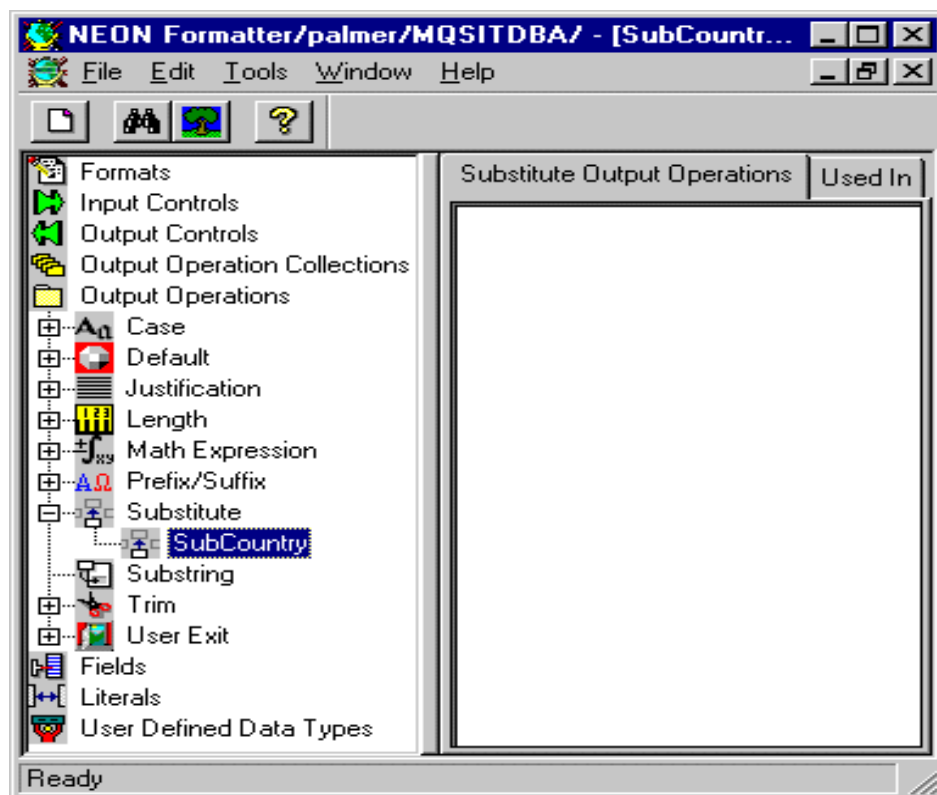 NEON Formatter/palmer/MQSITDBA/ - [SubCountr...
File Edit Tools Window Help
Formats
Input Controls
Output Controls
Output Operation Collections
Output Operations
Case
Default
Justification
Length
Math Expression
Prefix/Suffix
Substitute
SubCountry
Substring
Trim
User Exit
Fields
Literals
User Defined Data Types
Substitute Output Operations Used In
Ready